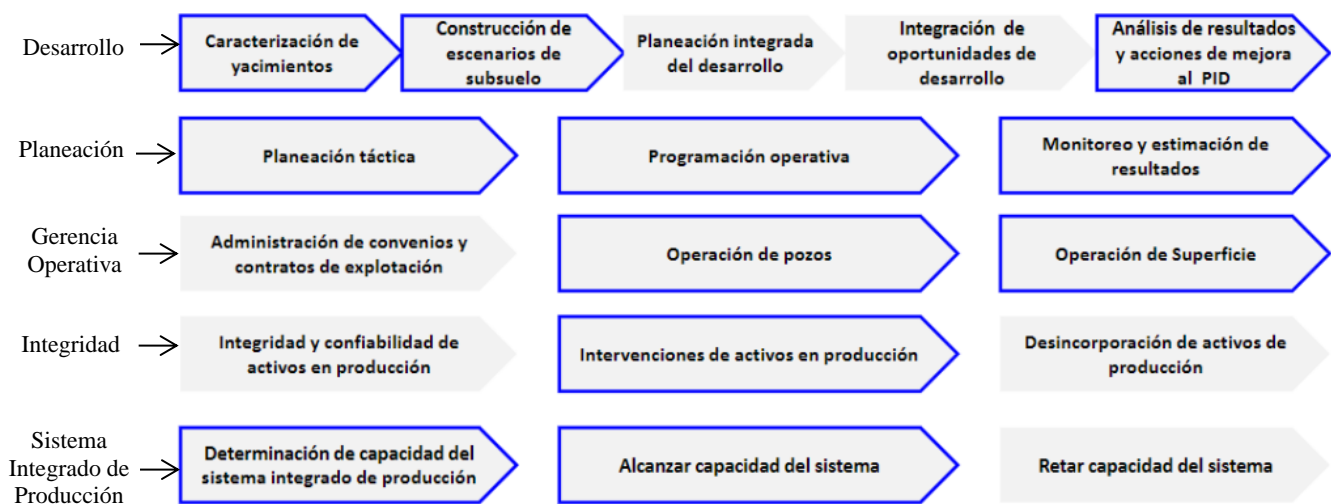 Desarrollo
Caracterización de
yacimientos
Construcción de
escenarios de
subsuelo
Planeación integrada
del desarrollo
Integración de
oportunidades de
desarrollo
Análisis de resultados
y acciones de mejora
al PID
Planeación
Planeación táctica
Programación operativa
Monitoreo y estimación de
resultados
Gerencia
Operativa
Administración de convenios y
contratos de explotación
Operación de pozos
Operación de Superficie
Integridad
Integridad y confiabilidad de
activos en producción
Intervenciones de activos en producción
Desincorporación de activos de
producción
Sistema
Integrado de
Producción
Determinación de capacidad del
sistema integrado de producción
Alcanzar capacidad del sistema
Retar capacidad del sistema